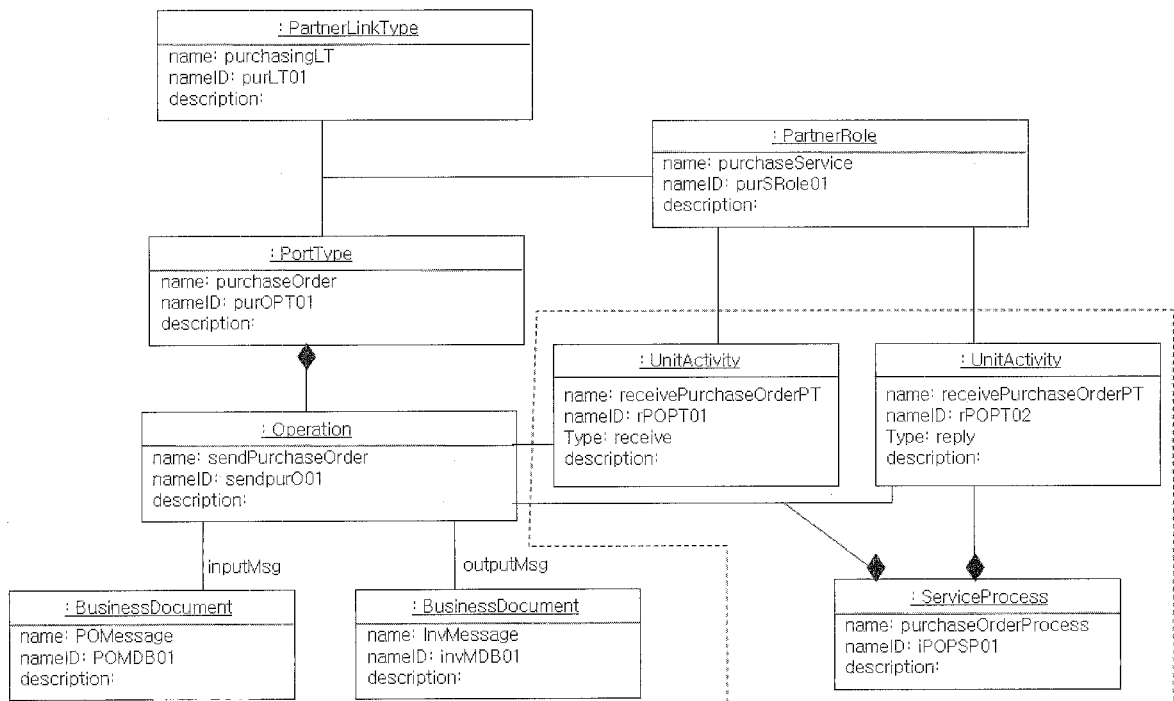 : PartnerLinkType
name: purchasingLT
nameID: purLT01
description:
: PartnerRole
name: purchaseService
nameID: purSRole01
description:
: PortType
name: purchaseOrder
nameID: purOPT01
description:
: UnitActivity
name: receivePurchaseOrderPT
nameID: rPOPT01
Type: receive
description:
: UnitActivity
name: receivePurchaseOrderPT
nameID: rPOPT02
Type: reply
description:
: Operation
name: sendPurchaseOrder
nameID: sendpurO01
description:
inputMsg
outputMsg
: BusinessDocument
name: POMessage
nameID: POMDB01
description:
: BusinessDocument
name: InvMessage
nameID: invMDB01
description:
: ServiceProcess
name: purchaseOrderProcess
nameID: iPOPSP01
description: